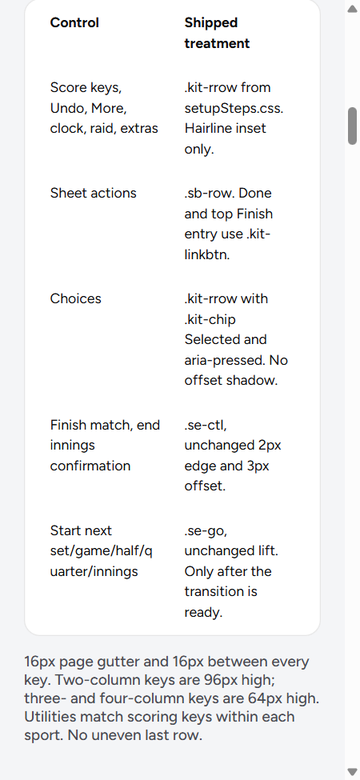 Control
Shipped
treatment
Score keys,
Undo, More,
clock, raid, extras
.kit-rrow from
setupSteps.css.
Hairline inset
only.
Sheet actions
.sb-row. Done
and top Finish
entry use .kit-
linkbtn.
Choices
.kit-rrow with
.kit-chip
Selected and
aria-pressed. No
offset shadow.
Finish match, end
innings
confirmation
.se-ctl,
unchanged 2px
edge and 3px
offset.
Start next
set/game/half/q
uarter/innings
.se-go,
unchanged lift.
Only after the
transition is
ready.
16px page gutter and 16px between every
key. Two-column keys are 96px high;
three- and four-column keys are 64px high.
Utilities match scoring keys within each
sport. No uneven last row.